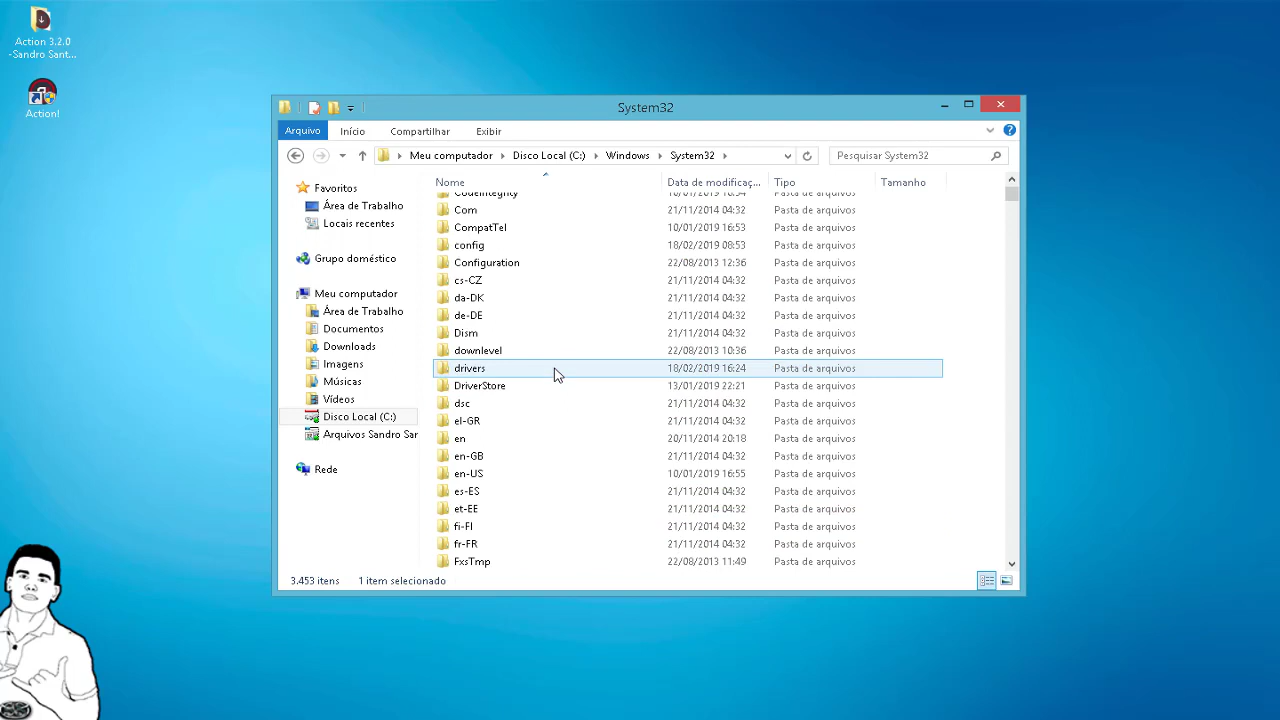 Action 3.2.0
-Sandro Sant...
Action!
System32
Arquivo Início Compartilhar Exibir
Meu computador Disco Local (C:) Windows System32
Pesquisar System32
Nome Data de modificaç... Tipo Tamanho
Favoritos
Área de Trabalho
Locais recentes
Grupo doméstico
Meu computador
Área de Trabalho
Documentos
Downloads
Imagens
Músicas
Vídeos
Disco Local (C:)
Arquivos Sandro Sar
Rede
CodeIntegrity 10/01/2019 16:54 Pasta de arquivos
Com 21/11/2014 04:32 Pasta de arquivos
CompatTel 10/01/2019 16:53 Pasta de arquivos
config 18/02/2019 08:53 Pasta de arquivos
Configuration 22/08/2013 12:36 Pasta de arquivos
cs-CZ 21/11/2014 04:32 Pasta de arquivos
da-DK 21/11/2014 04:32 Pasta de arquivos
de-DE 21/11/2014 04:32 Pasta de arquivos
Dism 21/11/2014 04:32 Pasta de arquivos
downlevel 22/08/2013 10:36 Pasta de arquivos
drivers 18/02/2019 16:24 Pasta de arquivos
DriverStore 13/01/2019 22:21 Pasta de arquivos
dsc 21/11/2014 04:32 Pasta de arquivos
el-GR 21/11/2014 04:32 Pasta de arquivos
en 20/11/2014 20:18 Pasta de arquivos
en-GB 21/11/2014 04:32 Pasta de arquivos
en-US 10/01/2019 16:55 Pasta de arquivos
es-ES 21/11/2014 04:32 Pasta de arquivos
et-EE 21/11/2014 04:32 Pasta de arquivos
fi-FI 21/11/2014 04:32 Pasta de arquivos
fr-FR 21/11/2014 04:32 Pasta de arquivos
FxsTmp 22/08/2013 11:49 Pasta de arquivos
3.453 itens 1 item selecionado